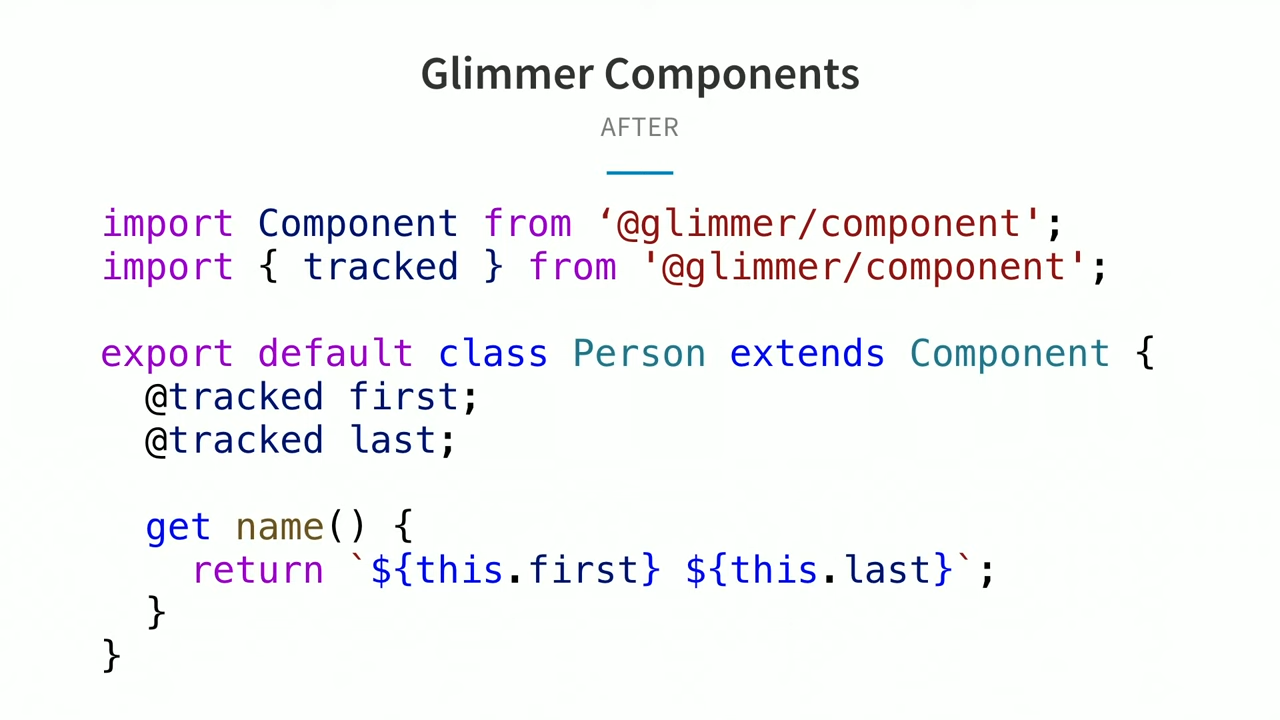 Glimmer Components
AFTER
import Component from ‘@glimmer/component';
import { tracked } from '@glimmer/component';
export default class Person extends Component {
  @tracked first;
  @tracked last;
  get name() {
    return `${this.first} ${this.last}`;
  }
}